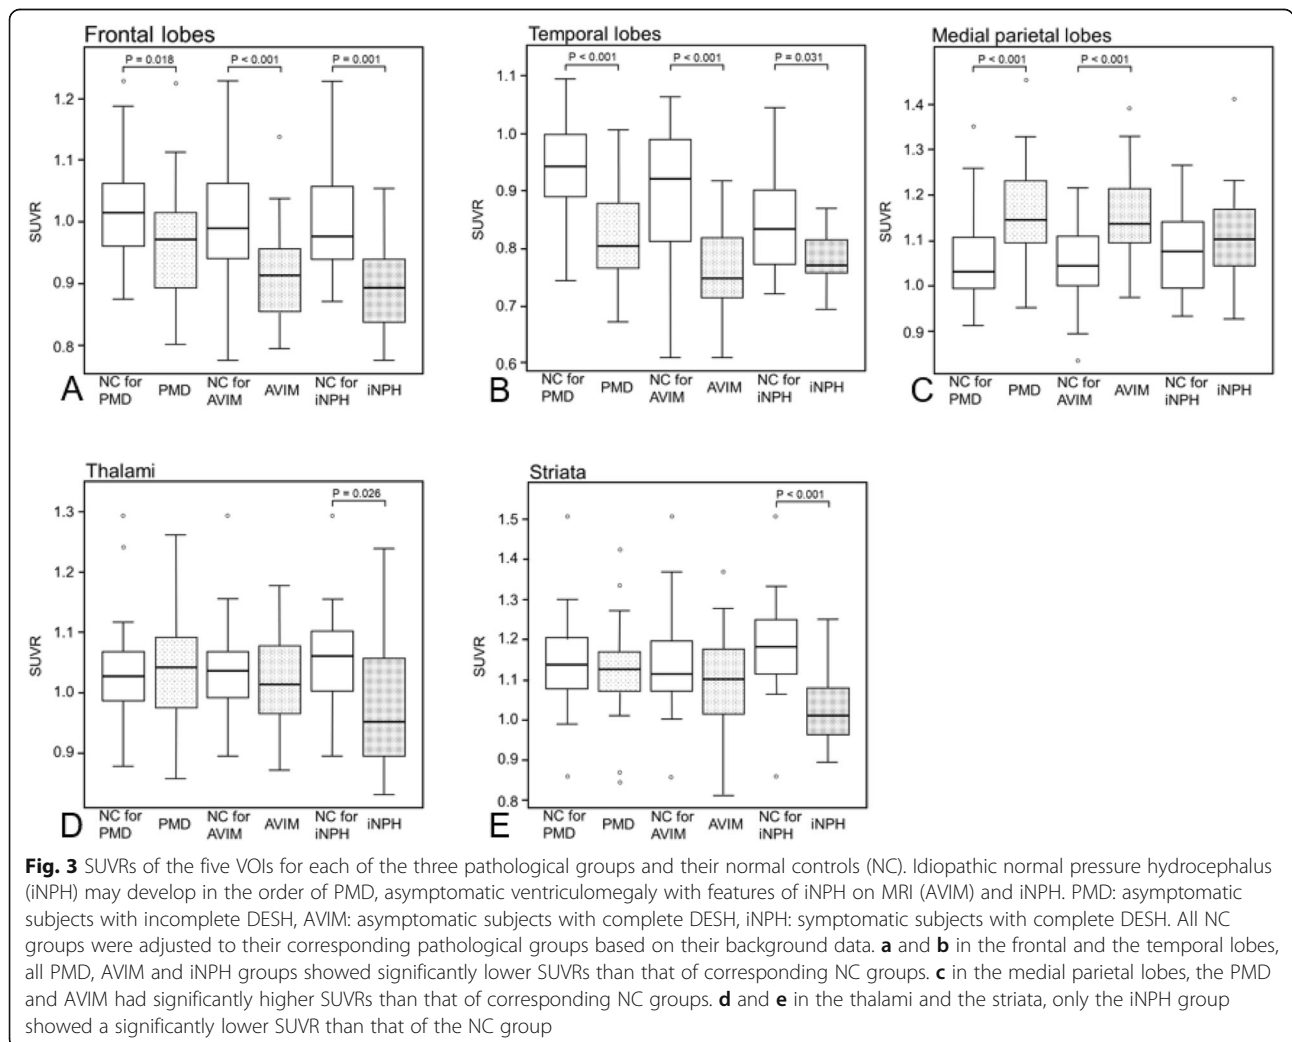 Frontal lobes
P = 0.018
P < 0.001
P = 0.001
1.2
1.1
1.0
0.9
0.8
SUVR
A
NC for PMD
PMD
NC for AVIM
AVIM
NC for iNPH
iNPH
Temporal lobes
P < 0.001
P < 0.001
P = 0.031
1.1
1.0
0.9
0.8
0.7
0.6
SUVR
B
NC for PMD
PMD
NC for AVIM
AVIM
NC for iNPH
iNPH
Medial parietal lobes
P < 0.001
P < 0.001
1.4
1.3
1.2
1.1
1.0
0.9
SUVR
C
NC for PMD
PMD
NC for AVIM
AVIM
NC for iNPH
iNPH
Thalami
P = 0.026
1.3
1.2
1.1
1.0
0.9
SUVR
D
NC for PMD
PMD
NC for AVIM
AVIM
NC for iNPH
iNPH
Striata
P < 0.001
1.5
1.4
1.3
1.2
1.1
1.0
0.9
0.8
SUVR
E
NC for PMD
PMD
NC for AVIM
AVIM
NC for iNPH
iNPH
Fig. 3 SUVRs of the five VOIs for each of the three pathological groups and their normal controls (NC). Idiopathic normal pressure hydrocephalus
(iNPH) may develop in the order of PMD, asymptomatic ventriculomegaly with features of iNPH on MRI (AVIM) and iNPH. PMD: asymptomatic
subjects with incomplete DESH, AVIM: asymptomatic subjects with complete DESH, iNPH: symptomatic subjects with complete DESH. All NC
groups were adjusted to their corresponding pathological groups based on their background data. a and b in the frontal and the temporal lobes,
all PMD, AVIM and iNPH groups showed significantly lower SUVRs than that of corresponding NC groups. c in the medial parietal lobes, the PMD
and AVIM had significantly higher SUVRs than that of corresponding NC groups. d and e in the thalami and the striata, only the iNPH group
showed a significantly lower SUVR than that of the NC group